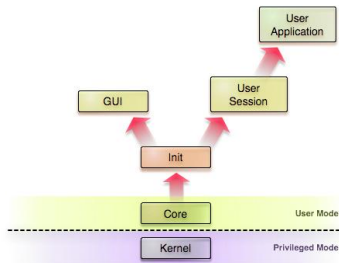 User
Application
GUI
User
Session
Init
Core
User Mode
Kernel
Privileged Mode